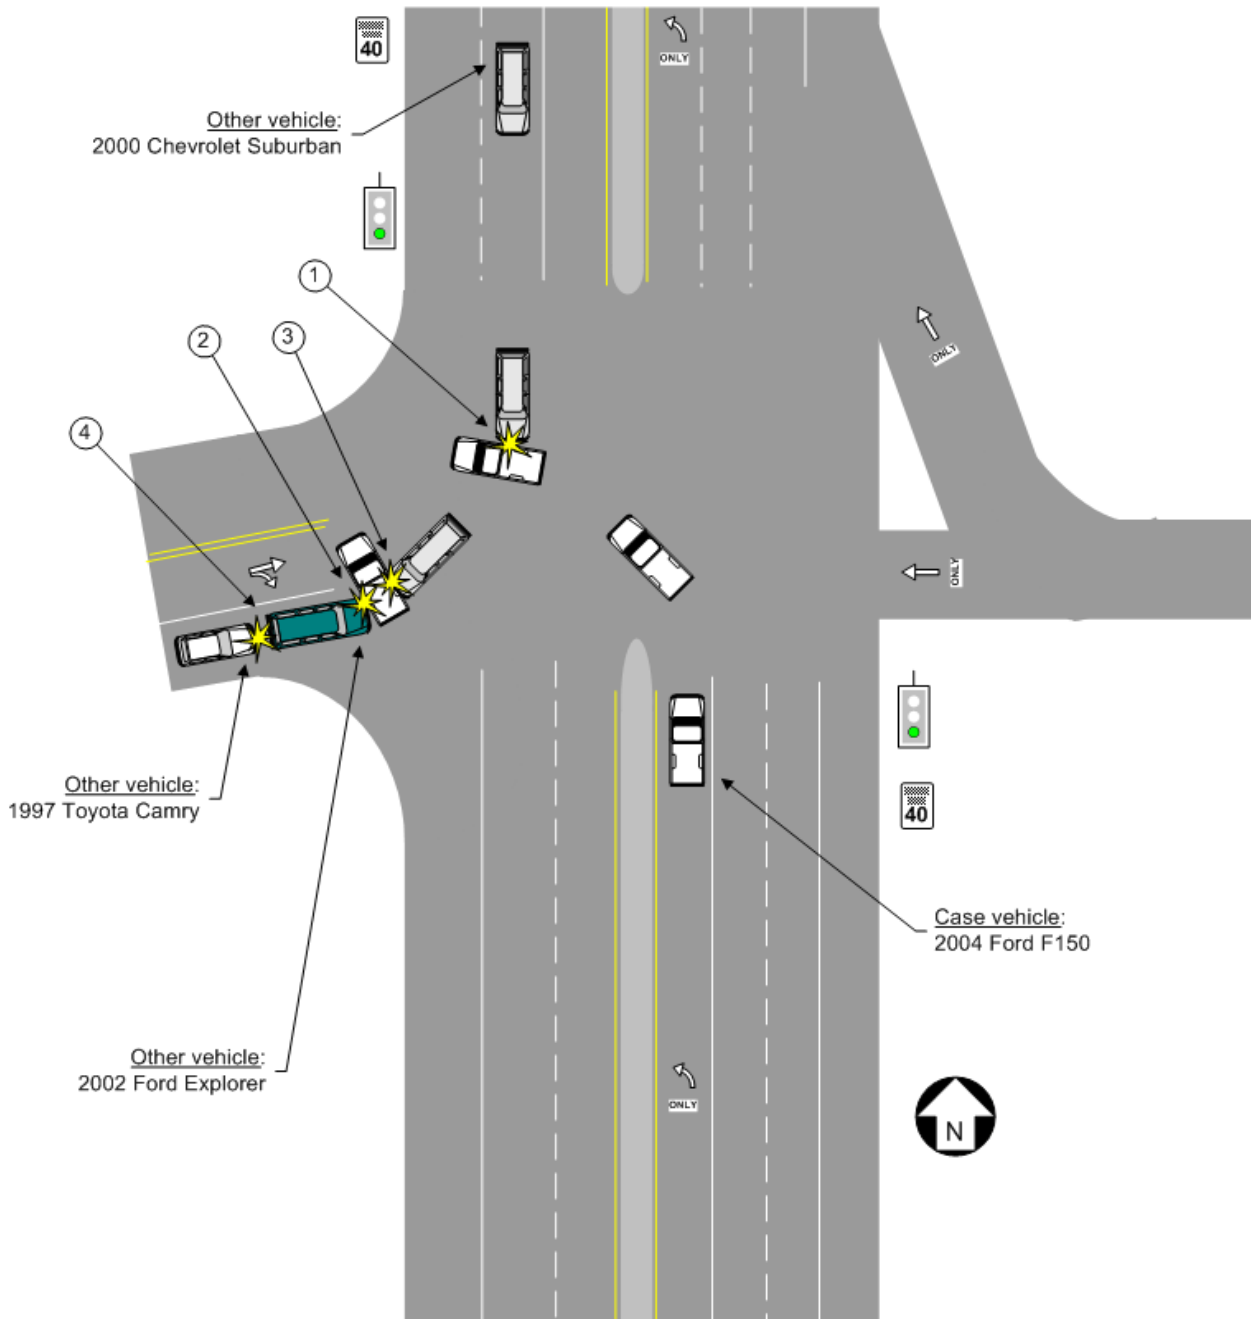 40
ONLY
Other vehicle:
2000 Chevrolet Suburban
1
2
3
ONLY
4
ONLY
Other vehicle:
1997 Toyota Camry
40
Case vehicle:
2004 Ford F150
Other vehicle:
2002 Ford Explorer
ONLY
N